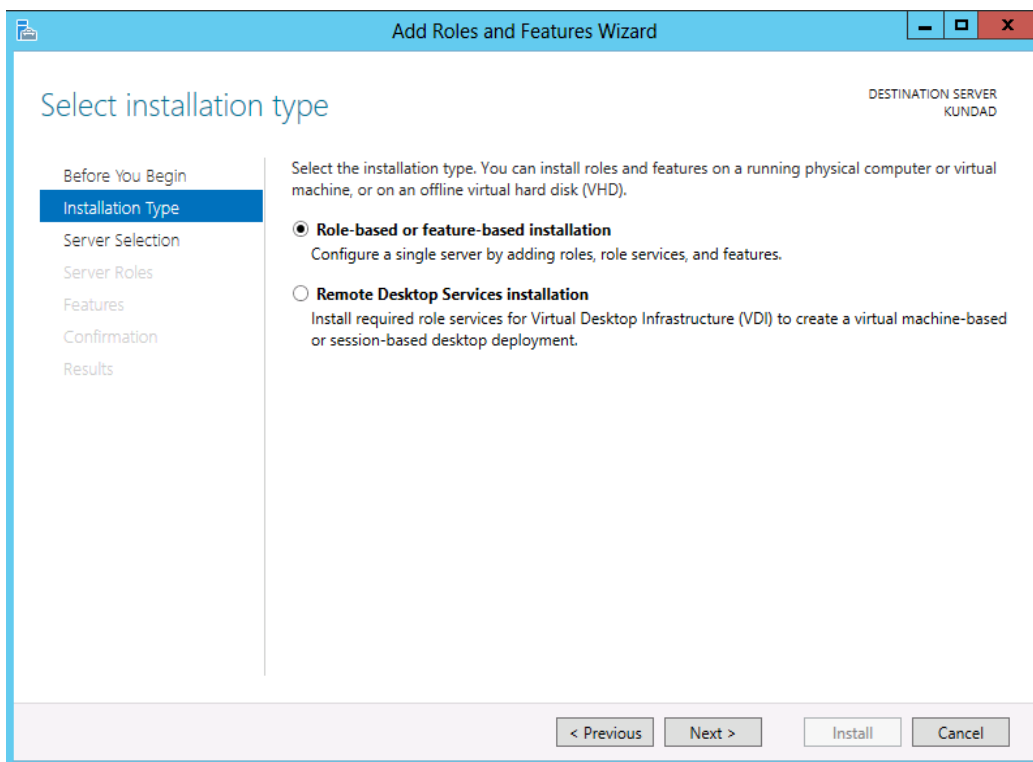 Add Roles and Features Wizard
Select installation type
DESTINATION SERVER
KUNDAD
Before You Begin
Installation Type
Server Selection
Server Roles
Features
Confirmation
Results
Select the installation type. You can install roles and features on a running physical computer or virtual
machine, or on an offline virtual hard disk (VHD).
Role-based or feature-based installation
Configure a single server by adding roles, role services, and features.
Remote Desktop Services installation
Install required role services for Virtual Desktop Infrastructure (VDI) to create a virtual machine-based
or session-based desktop deployment.
< Previous Next > Install Cancel